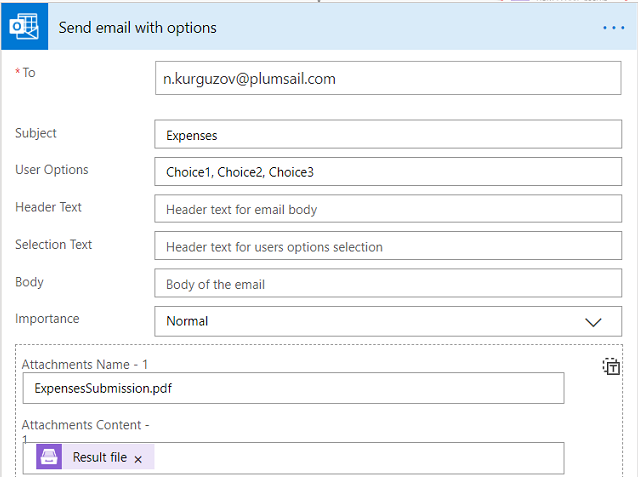 Send email with options
* To
n.kurguzov@plumsail.com
Subject
Expenses
User Options
Choice1, Choice2, Choice3
Header Text
Header text for email body
Selection Text
Header text for users options selection
Body
Body of the email
Importance
Normal
Attachments Name - 1
ExpensesSubmission.pdf
Attachments Content -
1
Result file ×